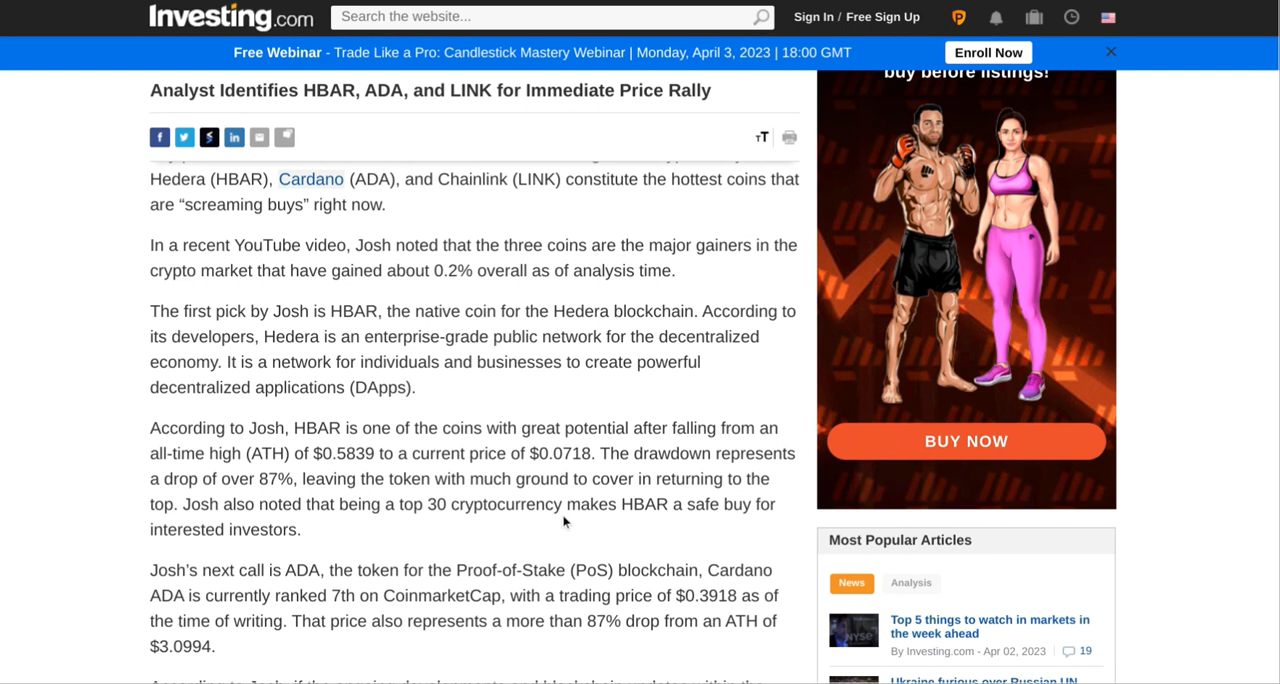 Investing.com
Search the website...
Sign In / Free Sign Up
Free Webinar - Trade Like a Pro: Candlestick Mastery Webinar | Monday, April 3, 2023 | 18:00 GMT
Enroll Now
Analyst Identifies HBAR, ADA, and LINK for Immediate Price Rally
Hedera (HBAR), Cardano (ADA), and Chainlink (LINK) constitute the hottest coins that
are “screaming buys” right now.
In a recent YouTube video, Josh noted that the three coins are the major gainers in the
crypto market that have gained about 0.2% overall as of analysis time.
The first pick by Josh is HBAR, the native coin for the Hedera blockchain. According to
its developers, Hedera is an enterprise-grade public network for the decentralized
economy. It is a network for individuals and businesses to create powerful
decentralized applications (DApps).
According to Josh, HBAR is one of the coins with great potential after falling from an
all-time high (ATH) of $0.5839 to a current price of $0.0718. The drawdown represents
a drop of over 87%, leaving the token with much ground to cover in returning to the
top. Josh also noted that being a top 30 cryptocurrency makes HBAR a safe buy for
interested investors.
Josh’s next call is ADA, the token for the Proof-of-Stake (PoS) blockchain, Cardano
ADA is currently ranked 7th on CoinmarketCap, with a trading price of $0.3918 as of
the time of writing. That price also represents a more than 87% drop from an ATH of
$3.0994.
buy before listings!
BUY NOW
Most Popular Articles
News
Analysis
NYSE
Top 5 things to watch in markets in
the week ahead
By Investing.com - Apr 02, 2023
19
Ukraine furious over Russian UN